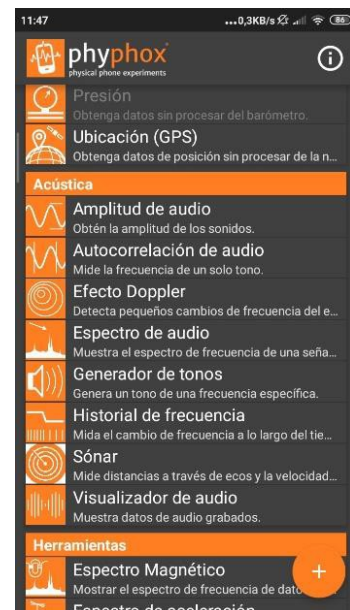 11:47
...0,3KB/s
86
phyphox
physical phone experiments
Presión
Obtenga datos sin procesar del barómetro.
Ubicación (GPS)
Obtenga datos de posición sin procesar de la n...
Acústica
Amplitud de audio
Obtén la amplitud de los sonidos.
Autocorrelación de audio
Mide la frecuencia de un solo tono.
Efecto Doppler
Detecta pequeños cambios de frecuencia del e...
Espectro de audio
Muestra el espectro de frecuencia de una seña...
Generador de tonos
Genera un tono de una frecuencia específica.
Historial de frecuencia
Mida el cambio de frecuencia a lo largo del tie...
Sónar
Mide distancias a través de ecos y la velocidad...
Visualizador de audio
Muestra datos de audio grabados.
Herramientas
Espectro Magnético
Mostrar el espectro de frecuencia de dato
Espectro de aceleración